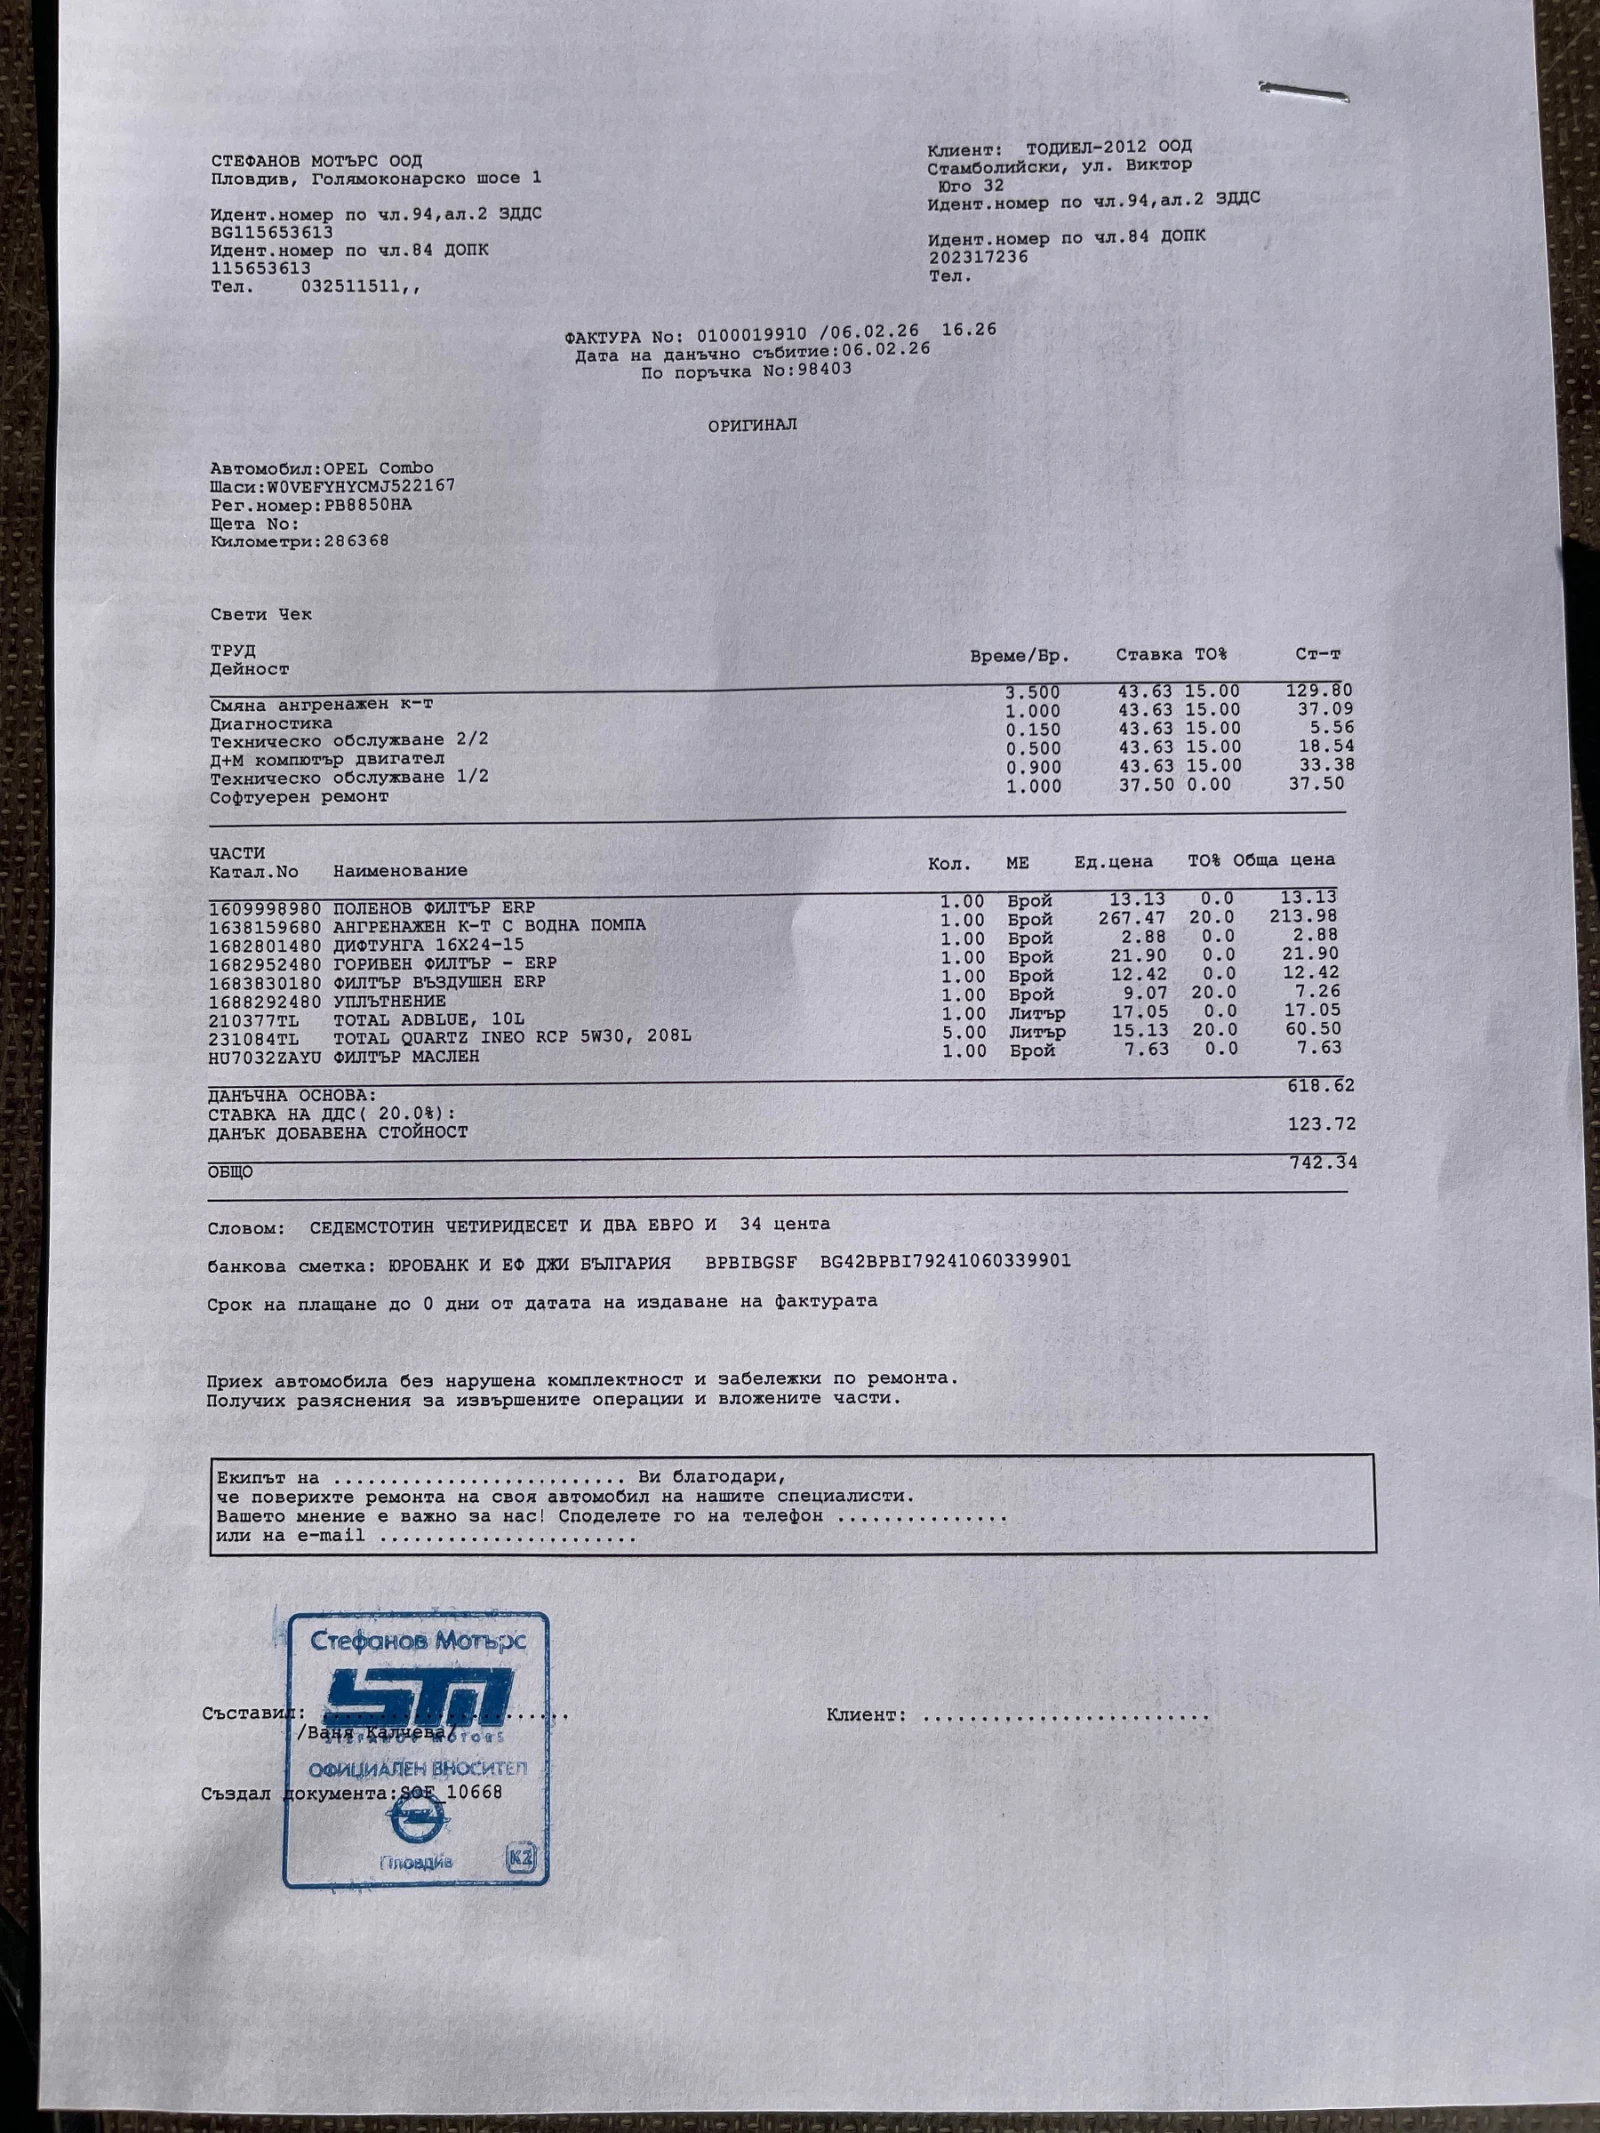 СТЕФАНОВ МОТЪРС ООД
Пловдив, Голямоконарско шосе 1
Идент.номер по чл.94,ал.2 ЗДДС
BG115653613
Идент.номер по чл.84 ДОПК
115653613
Тел. 032511511,,
Клиент: ТОДИЕЛ-2012 ООД
Стамболийски, ул. Виктор
Юго 32
Идент.номер по чл.94,ал.2 ЗДДС
Идент.номер по чл.84 ДОПК
202317236
Тел.
ФАКТУРА No: 0100019910 /06.02.26 16.26
Дата на данъчно събитие:06.02.26
По поръчка No:98403
ОРИГИНАЛ
Автомобил:OPEL Combo
Шаси:W0VEFYHYCMJ522167
Рег.номер:PB8850HA
Щета No:
Километри:286368
Свети Чек
ТРУД
Дейност Време/Бр. Ставка ТО% Ст-т
Смяна ангренажен к-т 3.500 43.63 15.00 129.80
Диагностика 1.000 43.63 15.00 37.09
Техническо обслужване 2/2 0.150 43.63 15.00 5.56
Д+М компютър двигател 0.500 43.63 15.00 18.54
Техническо обслужване 1/2 0.900 43.63 15.00 33.38
Софтуерен ремонт 1.000 37.50 0.00 37.50
ЧАСТИ
Катал.No Наименование Кол. МЕ Ед.цена ТО% Обща цена
1609998980 ПОЛЕНОВ ФИЛТЪР ERP 1.00 Брой 13.13 0.0 13.13
1638159680 АНГРЕНАЖЕН К-Т С ВОДНА ПОМПА 1.00 Брой 267.47 20.0 213.98
1682801480 ДИФТУНГА 16X24-15 1.00 Брой 2.88 0.0 2.88
1682952480 ГОРИВЕН ФИЛТЪР - ERP 1.00 Брой 21.90 0.0 21.90
1683830180 ФИЛТЪР ВЪЗДУШЕН ERP 1.00 Брой 12.42 0.0 12.42
1688292480 УПЛЪТНЕНИЕ 1.00 Брой 9.07 20.0 7.26
210377TL TOTAL ADBLUE, 10L 1.00 Литър 17.05 0.0 17.05
231084TL TOTAL QUARTZ INEO RCP 5W30, 208L 5.00 Литър 15.13 20.0 60.50
HU7032ZAYU ФИЛТЪР МАСЛЕН 1.00 Брой 7.63 0.0 7.63
ДАНЪЧНА ОСНОВА: 618.62
СТАВКА НА ДДС( 20.0%):
ДАНЪК ДОБАВЕНА СТОЙНОСТ 123.72
ОБЩО 742.34
Словом: СЕДЕМСТОТИН ЧЕТИРИДЕСЕТ И ДВА ЕВРО И 34 цента
банкова сметка: ЮРОБАНК И ЕФ ДЖИ БЪЛГАРИЯ BPBIBGSF BG42BPBI79241060339901
Срок на плащане до 0 дни от датата на издаване на фактурата
Приех автомобила без нарушена комплектност и забележки по ремонта.
Получих разяснения за извършените операции и вложените части.
Екипът на .......................... Ви благодари,
че поверихте ремонта на своя автомобил на нашите специалисти.
Вашето мнение е важно за нас! Споделете го на телефон ...............
или на e-mail .......................
Стефанов Мотърс
STM
STEFANOV MOTORS
Съставил: ......................
/Ваня Калчева/
Клиент: ..........................
ОФИЦИАЛЕН ВНОСИТЕЛ
Създал документа:SOF_10668
Пловдив
K2